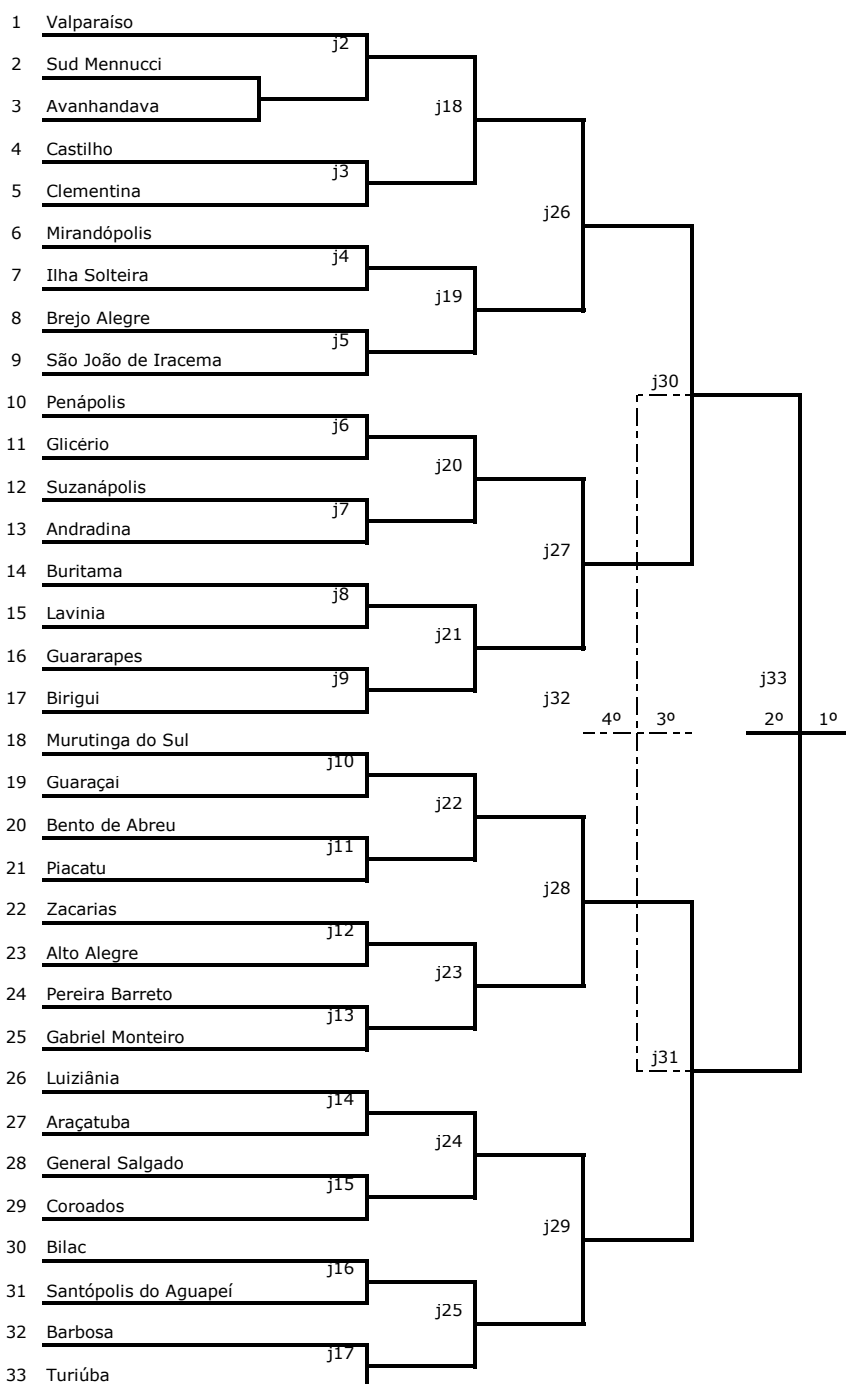 1 Valparaíso
j2
2 Sud Mennucci
3 Avanhandava
j18
4 Castilho
j3
5 Clementina
j26
6 Mirandópolis
j4
7 Ilha Solteira
j19
8 Brejo Alegre
j5
9 São João de Iracema
j30
10 Penápolis
j6
11 Glicério
j20
12 Suzanápolis
j7
13 Andradina
j27
14 Buritama
j8
15 Lavinia
j21
16 Guararapes
j9
17 Birigui
j32
j33
4º 3º 2º 1º
18 Murutinga do Sul
j10
19 Guaraçai
j22
20 Bento de Abreu
j11
21 Piacatu
j28
22 Zacarias
j12
23 Alto Alegre
j23
24 Pereira Barreto
j13
25 Gabriel Monteiro
j31
26 Luiziânia
j14
27 Araçatuba
j24
28 General Salgado
j15
29 Coroados
j29
30 Bilac
j16
31 Santópolis do Aguapeí
j25
32 Barbosa
j17
33 Turiúba